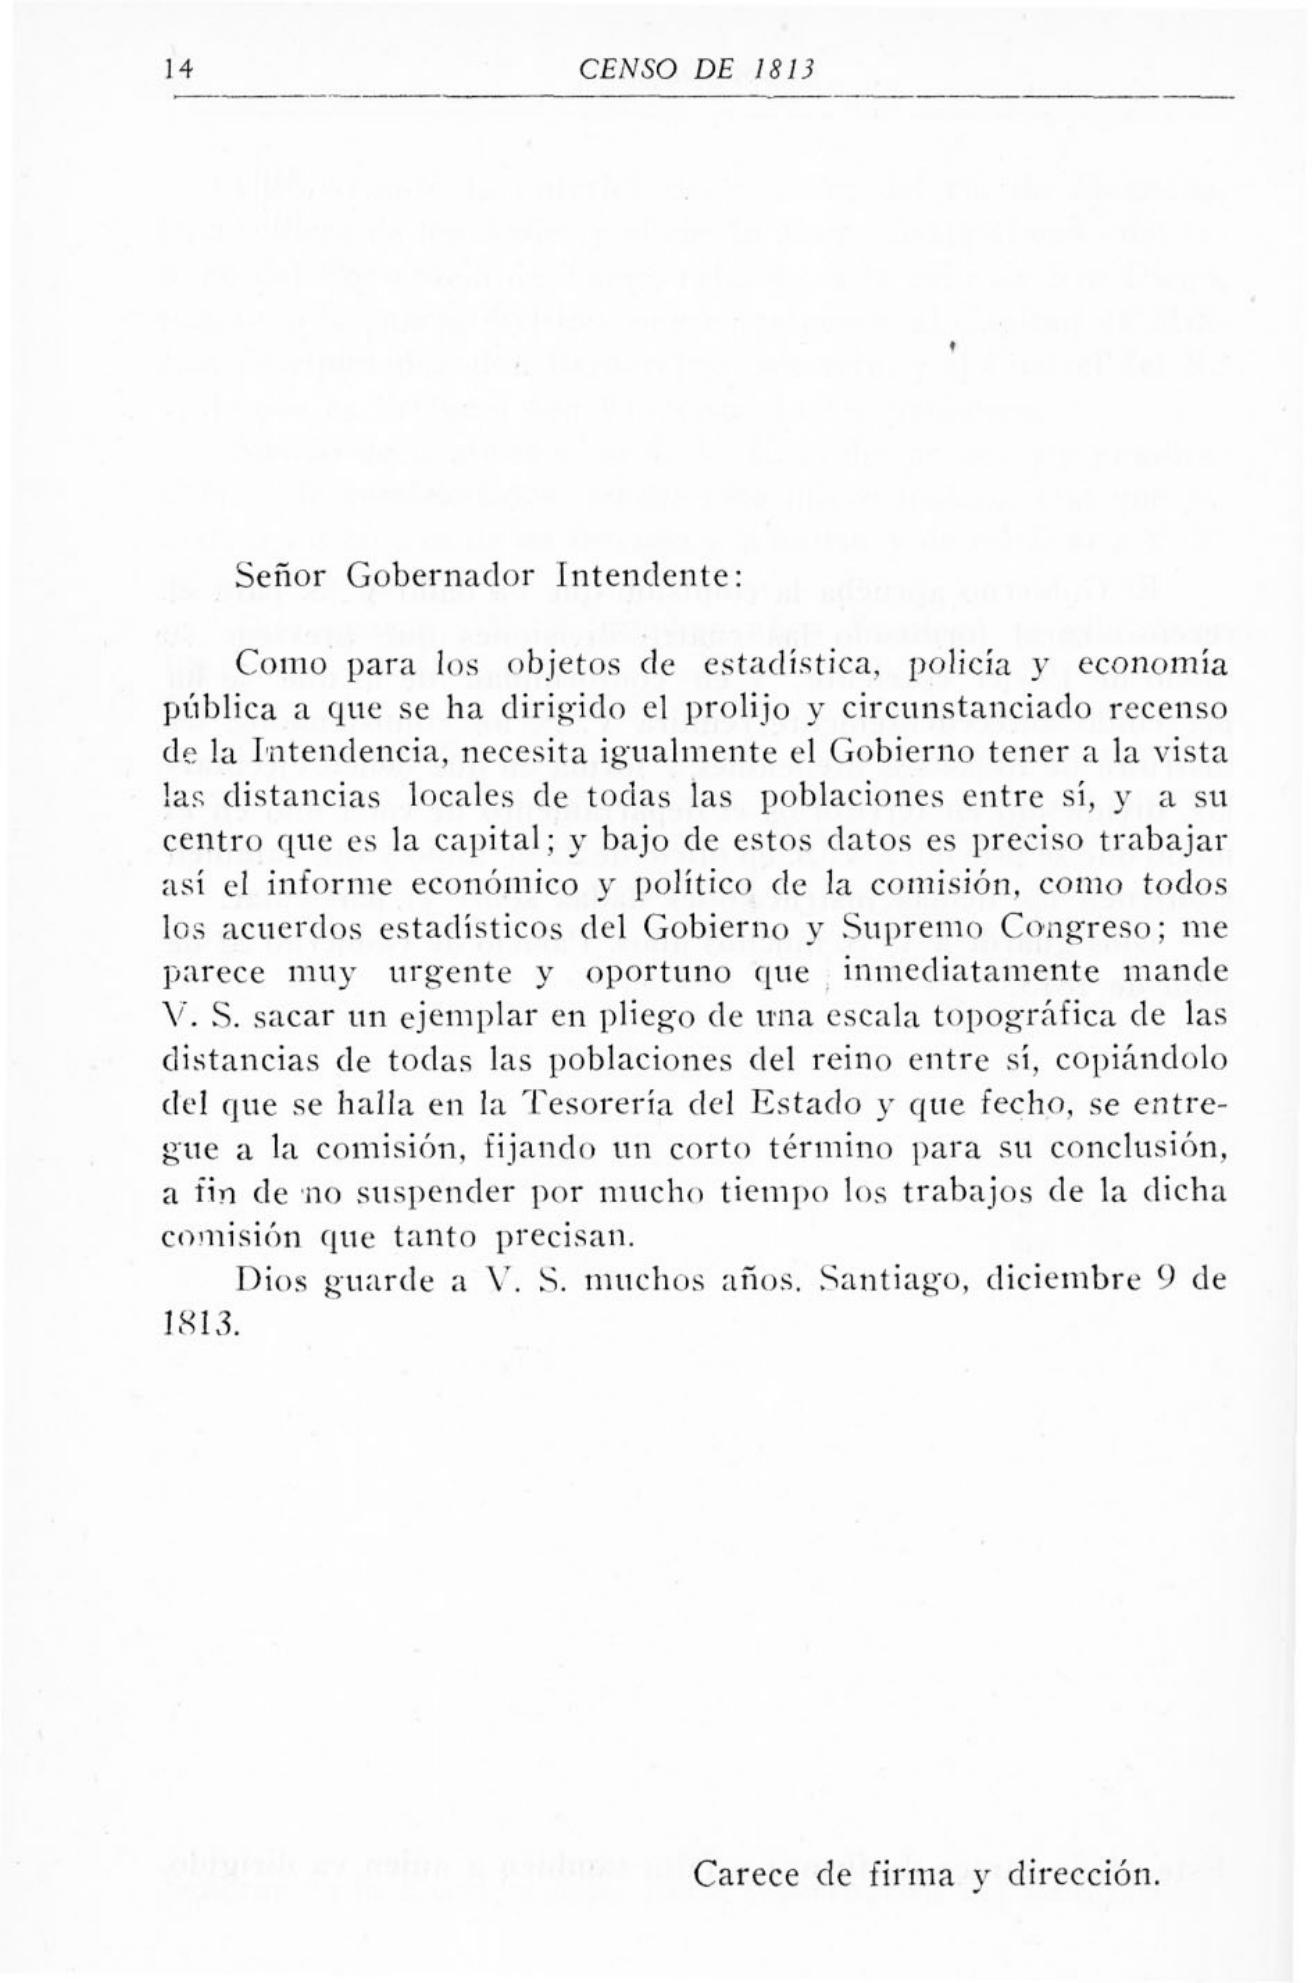 14 CENSO DE 1813
Señor Gobernador Intendente:
Como para los objetos de estadística, policía y economía
pública a que se ha dirigido el prolijo y circunstanciado recenso
de la Intendencia, necesita igualmente el Gobierno tener a la vista
las distancias locales de todas las poblaciones entre sí, y a su
centro que es la capital; y bajo de estos datos es preciso trabajar
así el informe económico y político de la comisión, como todos
los acuerdos estadísticos del Gobierno y Supremo Congreso; me
parece muy urgente y oportuno que inmediatamente mande
V. S. sacar un ejemplar en pliego de una escala topográfica de las
distancias de todas las poblaciones del reino entre sí, copiándolo
del que se halla en la Tesorería del Estado y que fecho, se entre-
gue a la comisión, fijando un corto término para su conclusión,
a fin de no suspender por mucho tiempo los trabajos de la dicha
comisión que tanto precisan.
Dios guarde a V. S. muchos años. Santiago, diciembre 9 de
1813.
Carece de firma y dirección.